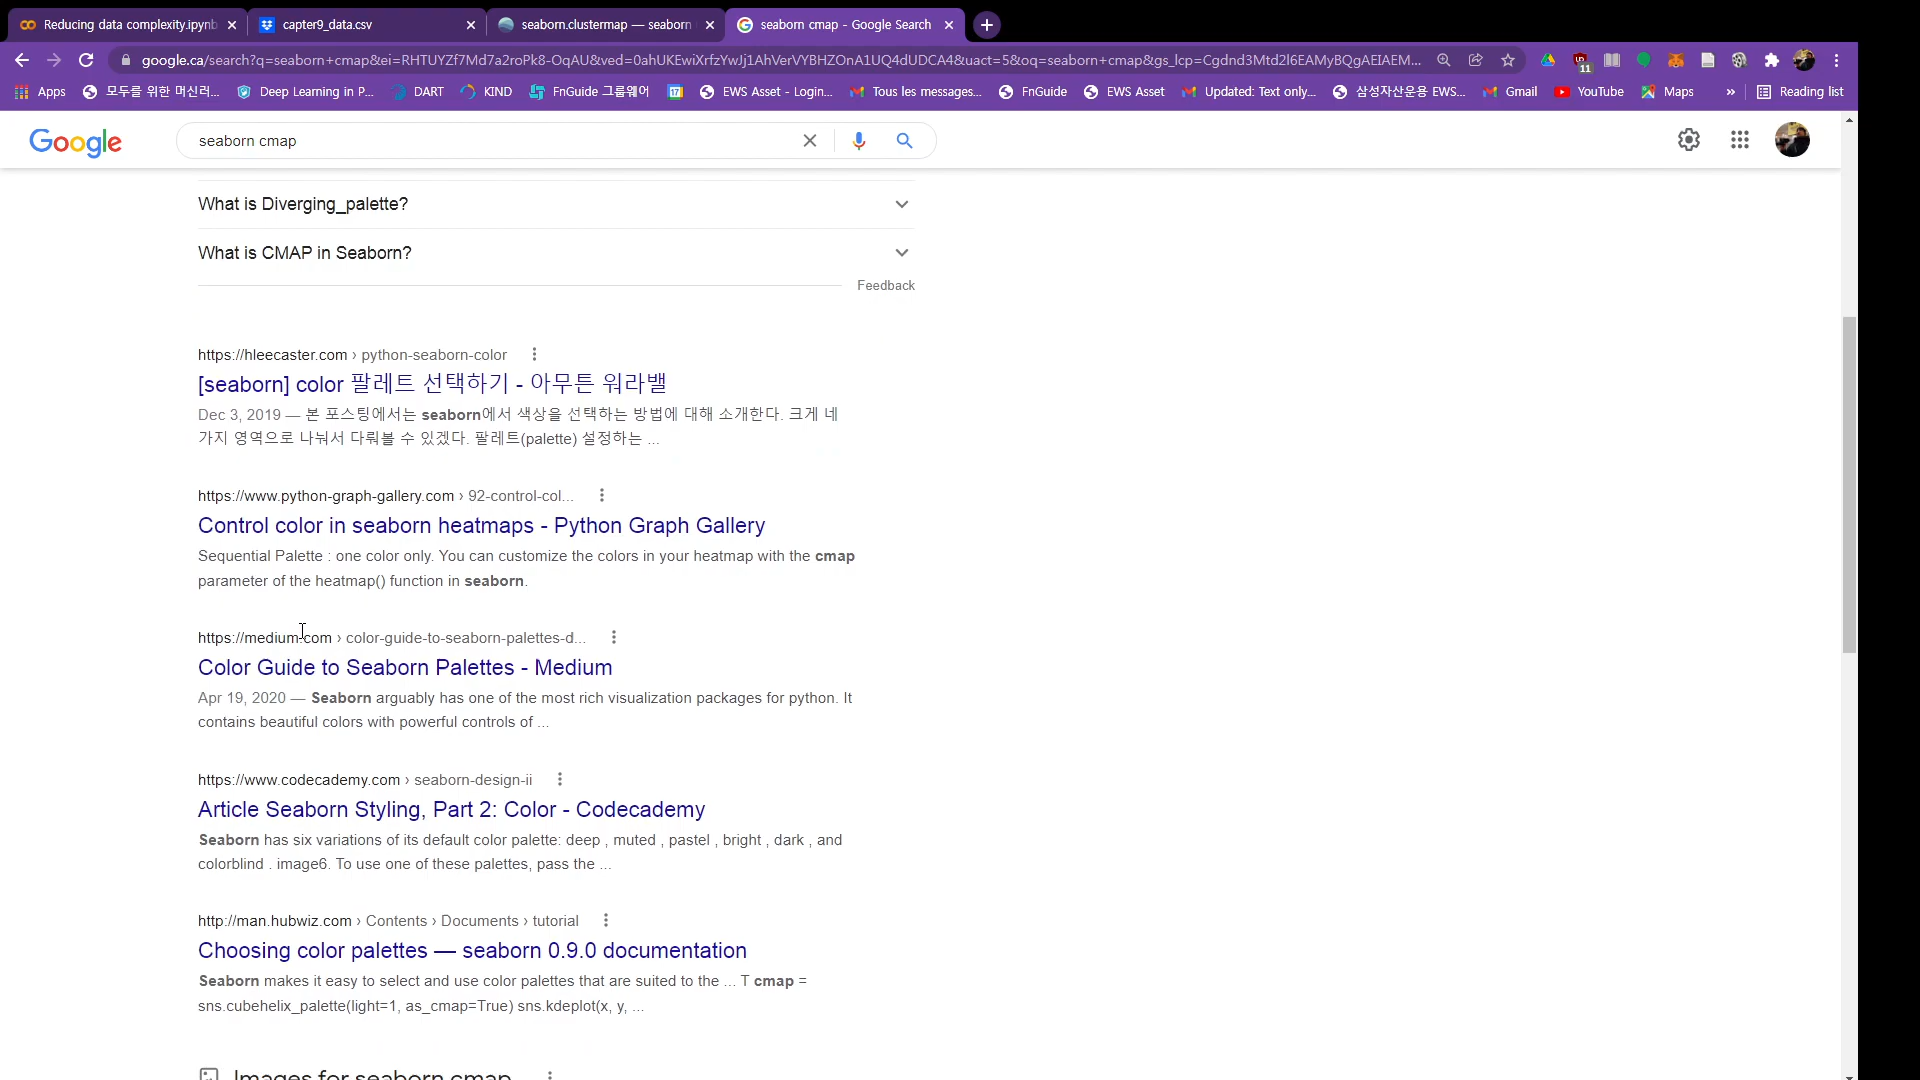 Reducing data complexity.ipynb
capter9_data.csv
seaborn.clustermap — seaborn
seaborn cmap - Google Search
google.ca/search?q=seaborn+cmap&ei=RHTUYZf7Md7a2roPk8-OqAU&ved=0ahUKEwiXrfzYwJj1AhVerVYBHZOnA1UQ4dUDCA4&uact=5&oq=seaborn+cmap&gs_lcp=Cgdnd3Mtd2l6EAMyBQgAEIAEM...
11
Apps
모두를 위한 머신러...
Deep Learning in P...
DART
KIND
FnGuide 그룹웨어
EWS Asset - Login...
Tous les messages...
FnGuide
EWS Asset
Updated: Text only...
삼성자산운용 EWS...
Gmail
YouTube
Maps
»
Reading list
Google
seaborn cmap
What is Diverging_palette?
What is CMAP in Seaborn?
Feedback
https://hleecaster.com › python-seaborn-color
[seaborn] color 팔레트 선택하기 - 아무튼 워라밸
Dec 3, 2019 — 본 포스팅에서는 seaborn에서 색상을 선택하는 방법에 대해 소개한다. 크게 네
가지 영역으로 나눠서 다뤄볼 수 있겠다. 팔레트(palette) 설정하는 ...
https://www.python-graph-gallery.com › 92-control-col...
Control color in seaborn heatmaps - Python Graph Gallery
Sequential Palette : one color only. You can customize the colors in your heatmap with the cmap
parameter of the heatmap() function in seaborn.
https://medium.com › color-guide-to-seaborn-palettes-d...
Color Guide to Seaborn Palettes - Medium
Apr 19, 2020 — Seaborn arguably has one of the most rich visualization packages for python. It
contains beautiful colors with powerful controls of ...
https://www.codecademy.com › seaborn-design-ii
Article Seaborn Styling, Part 2: Color - Codecademy
Seaborn has six variations of its default color palette: deep , muted , pastel , bright , dark , and
colorblind . image6. To use one of these palettes, pass the ...
http://man.hubwiz.com › Contents › Documents › tutorial
Choosing color palettes — seaborn 0.9.0 documentation
Seaborn makes it easy to select and use color palettes that are suited to the ... T cmap =
sns.cubehelix_palette(light=1, as_cmap=True) sns.kdeplot(x, y, ...
Images for seaborn cmap